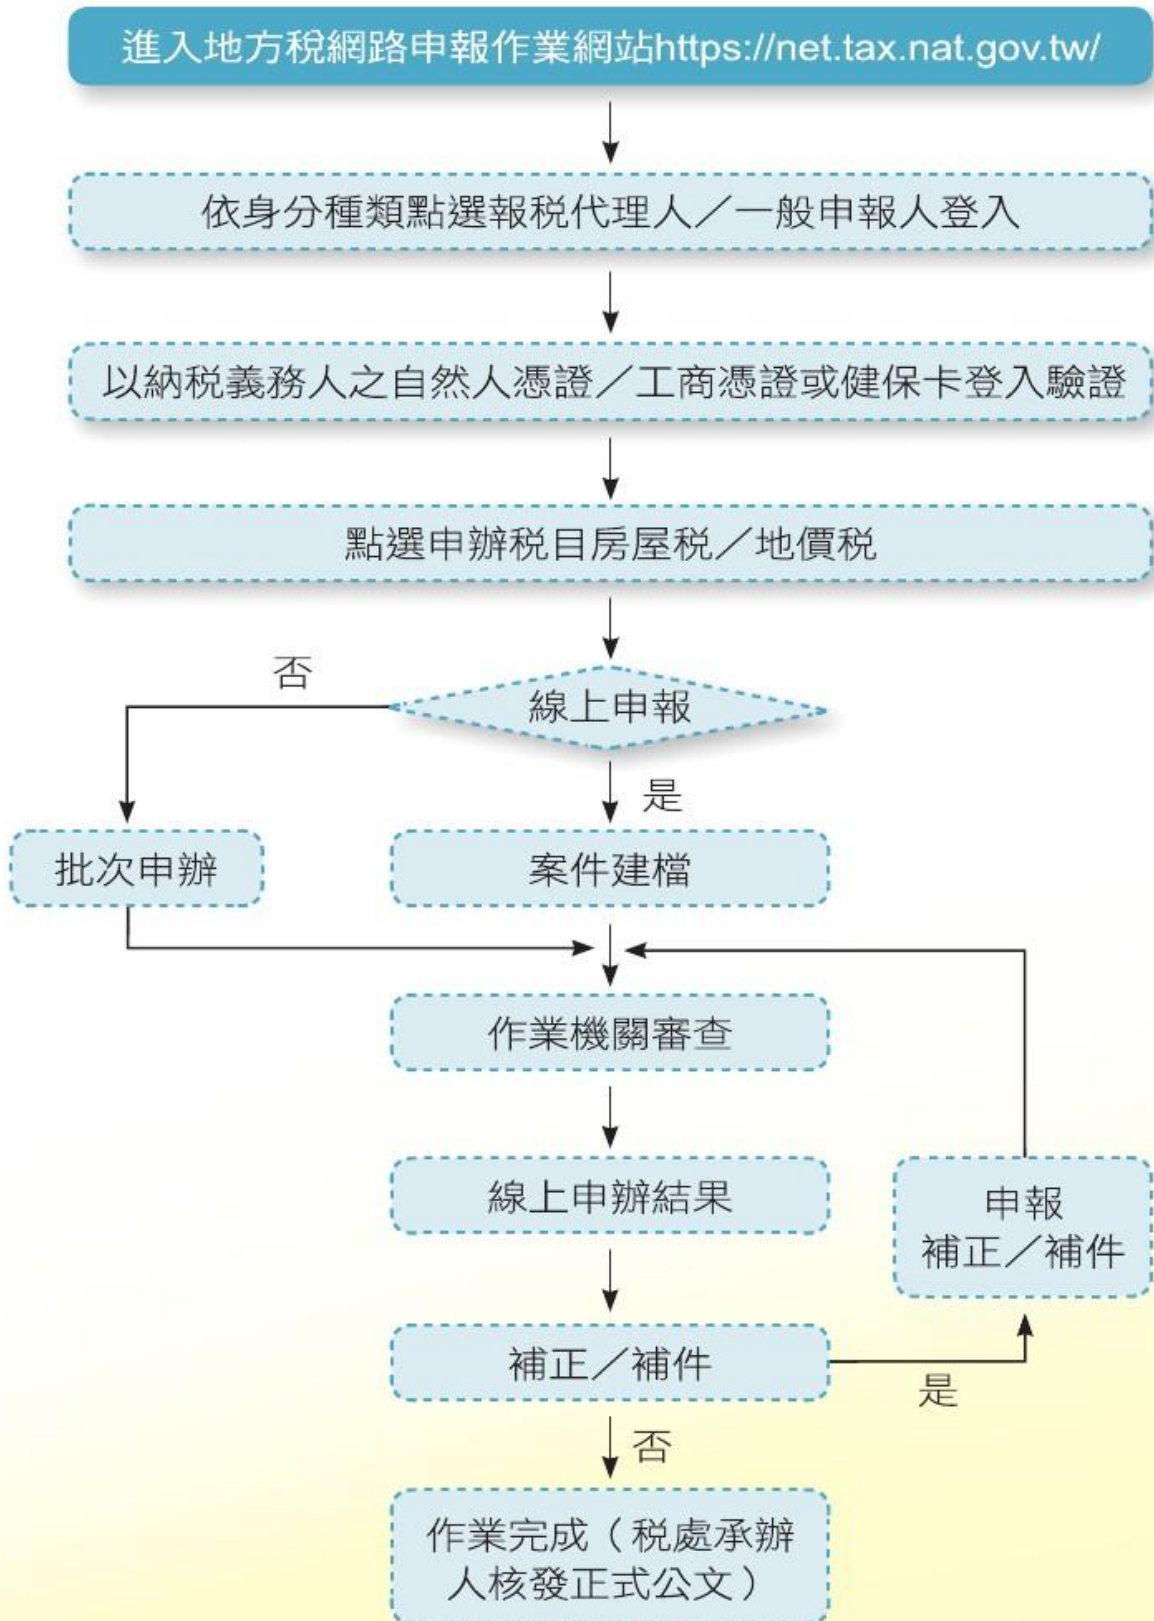 進入地方稅網路申報作業網站https://net.tax.nat.gov.tw/
依身分種類點選報稅代理人／一般申報人登入
以納稅義務人之自然人憑證／工商憑證或健保卡登入驗證
點選申辦稅目房屋稅／地價稅
線上申報
否
是
批次申辦
案件建檔
作業機關審查
線上申辦結果
申報
補正／補件
補正／補件
是
否
作業完成（稅處承辦
人核發正式公文）